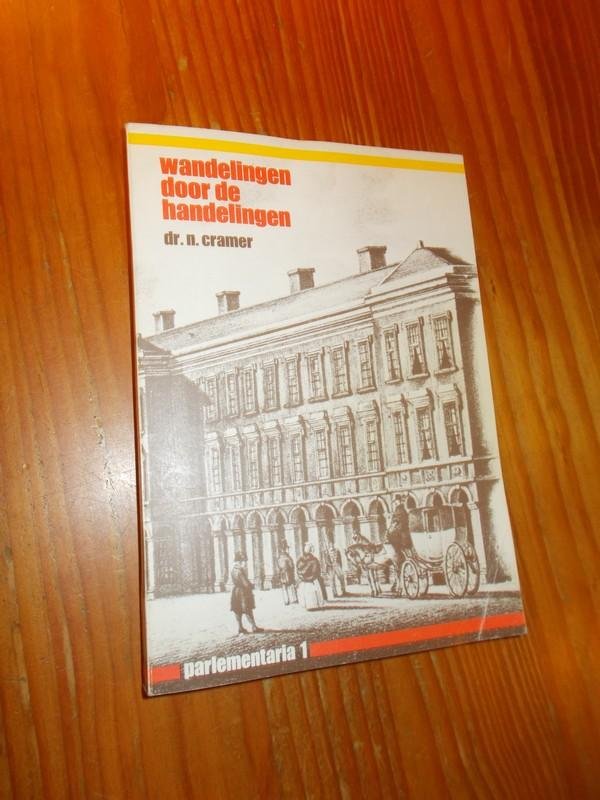 wandelingen
door de
handelingen
dr. n. cramer
parlementaria 1